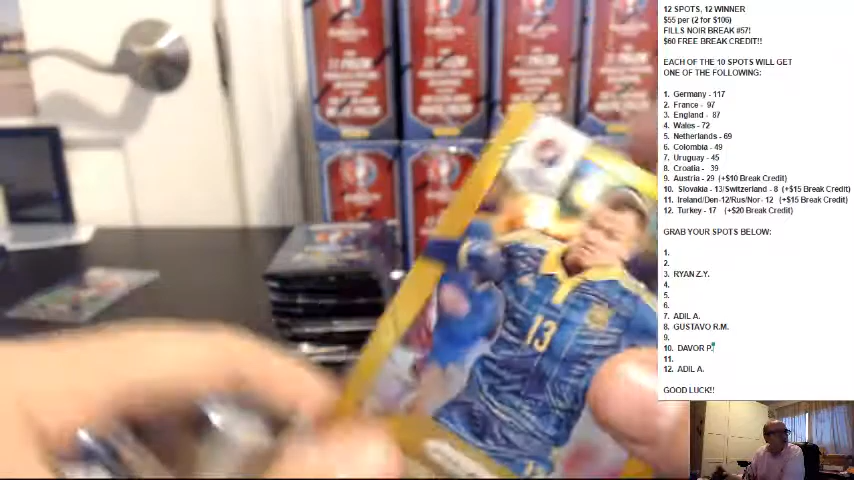 12 SPOTS, 12 WINNER
$55 per (2 for $106)
FILLS NOIR BREAK #57!
$60 FREE BREAK CREDIT!!
EACH OF THE 10 SPOTS WILL GET
ONE OF THE FOLLOWING:
1. Germany - 117
2. France - 97
3. England - 87
4. Wales - 72
5. Netherlands - 69
6. Colombia - 49
7. Uruguay - 45
8. Croatia - 39
9. Austria - 29 (+$10 Break Credit)
10. Slovakia - 13/Switzerland - 8 (+$15 Break Credit)
11. Ireland/Den-12/Rus/Nor- 12 (+$15 Break Credit)
12. Turkey - 17 (+$20 Break Credit)
GRAB YOUR SPOTS BELOW:
1.
2.
3. RYAN Z.Y.
4.
5.
6.
7. ADIL A.
8. GUSTAVO R.M.
9.
10. DAVOR P.
11.
12. ADIL A.
GOOD LUCK!!
13